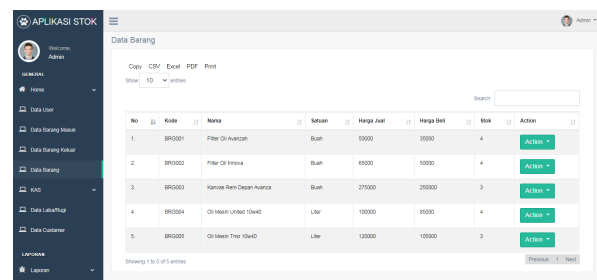 APLIKASI STOK
Admin
Welcome,
Admin
GENERAL
Home
Data User
Data Barang Masuk
Data Barang Keluar
Data Barang
KAS
Data Laba/Rugi
Data Customer
LAPORAN
Laporan
Data Barang
Copy CSV Excel PDF Print
Show 10 entries
Search:
No Kode Nama Satuan Harga Jual Harga Beli Stok Action
1. BRG001 Filter Oli Avanzah Buah 50000 35000 4 Action
2. BRG002 Filter Oli Innova Buah 65000 50000 4 Action
3. BRG003 Kanvas Rem Depan Avanza Buah 275000 250000 3 Action
4. BRG004 Oli Mesin United 10w40 Liter 100000 85000 4 Action
5. BRG005 Oli Mesin Tmo 10w40 Liter 120000 105000 3 Action
Showing 1 to 5 of 5 entries
Previous 1 Next